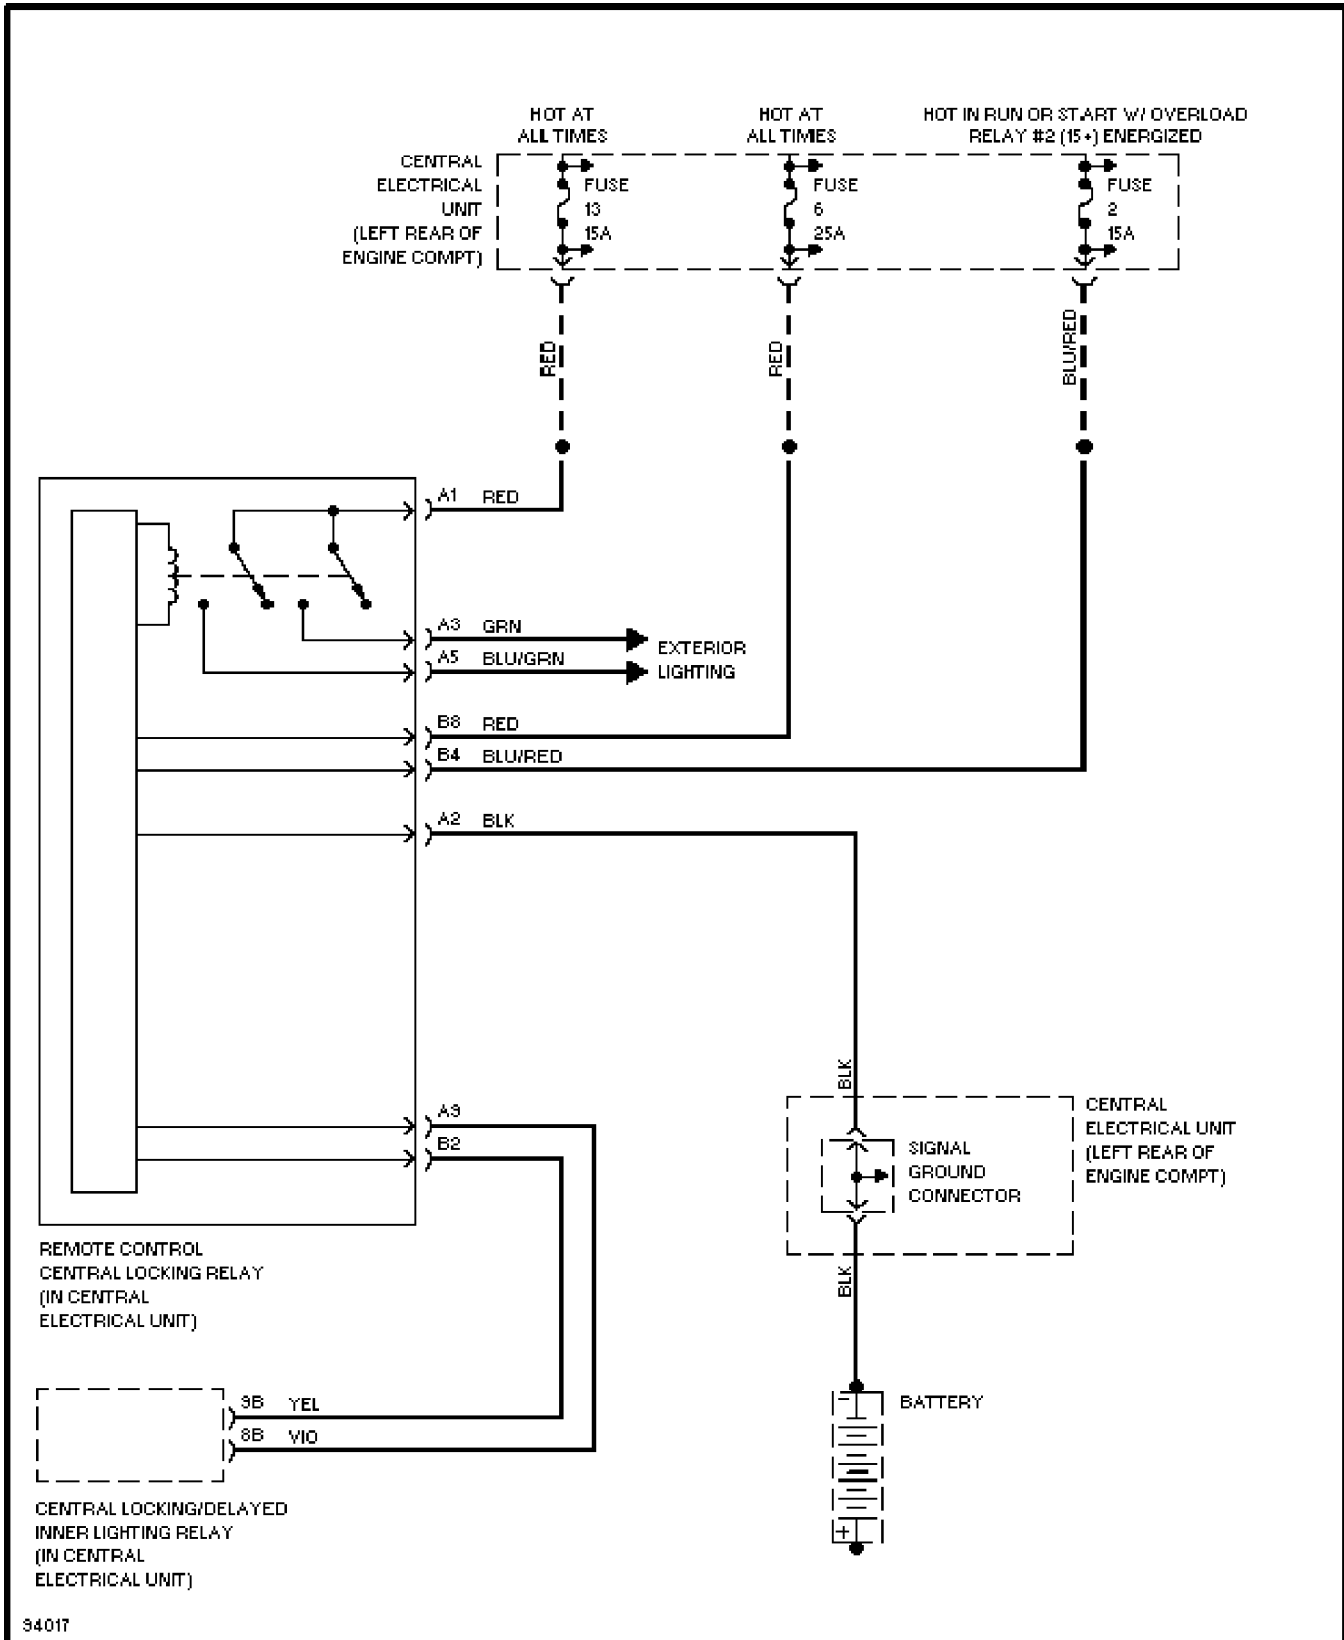 HOT AT
ALL TIMES
HOT AT
ALL TIMES
HOT IN RUN OR START W/ OVERLOAD
RELAY #2 (15+) ENERGIZED
CENTRAL
ELECTRICAL
UNIT
(LEFT REAR OF
ENGINE COMPT)
FUSE
13
15A
FUSE
6
25A
FUSE
2
15A
RED
RED
BLU/RED
A1 RED
A3 GRN
A5 BLU/GRN
EXTERIOR
LIGHTING
B8 RED
B4 BLU/RED
A2 BLK
BLK
A9
B2
CENTRAL
ELECTRICAL UNIT
(LEFT REAR OF
ENGINE COMPT)
SIGNAL
GROUND
CONNECTOR
BLK
REMOTE CONTROL
CENTRAL LOCKING RELAY
(IN CENTRAL
ELECTRICAL UNIT)
9B YEL
8B VIO
BATTERY
-
+
CENTRAL LOCKING/DELAYED
INNER LIGHTING RELAY
(IN CENTRAL
ELECTRICAL UNIT)
94017